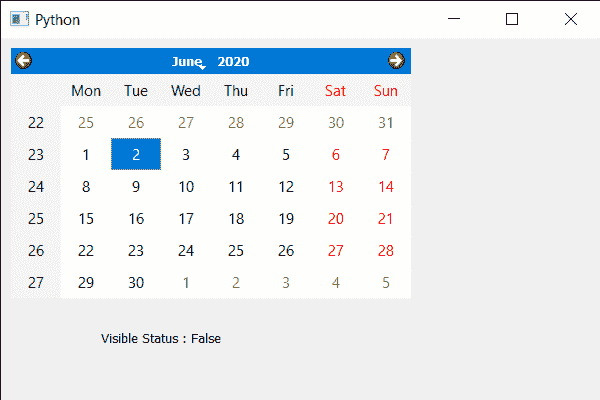 Python
June 2020
Mon Tue Wed Thu Fri Sat Sun
22 25 26 27 28 29 30 31
23 1 2 3 4 5 6 7
24 8 9 10 11 12 13 14
25 15 16 17 18 19 20 21
26 22 23 24 25 26 27 28
27 29 30 1 2 3 4 5
Visible Status : False